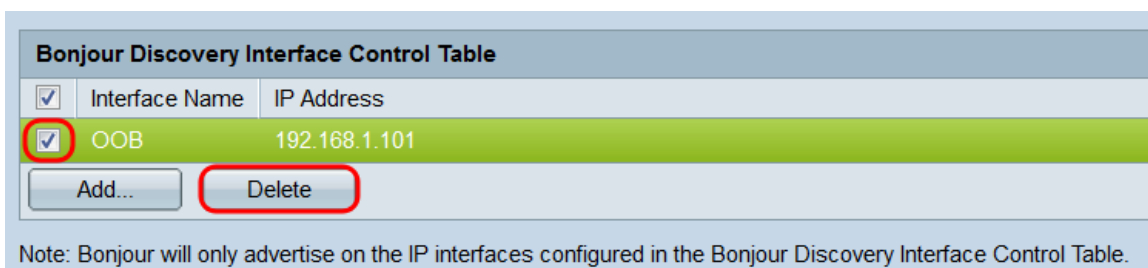 Bonjour Discovery Interface Control Table
Interface Name IP Address
OOB 192.168.1.101
Add... Delete
Note: Bonjour will only advertise on the IP interfaces configured in the Bonjour Discovery Interface Control Table.